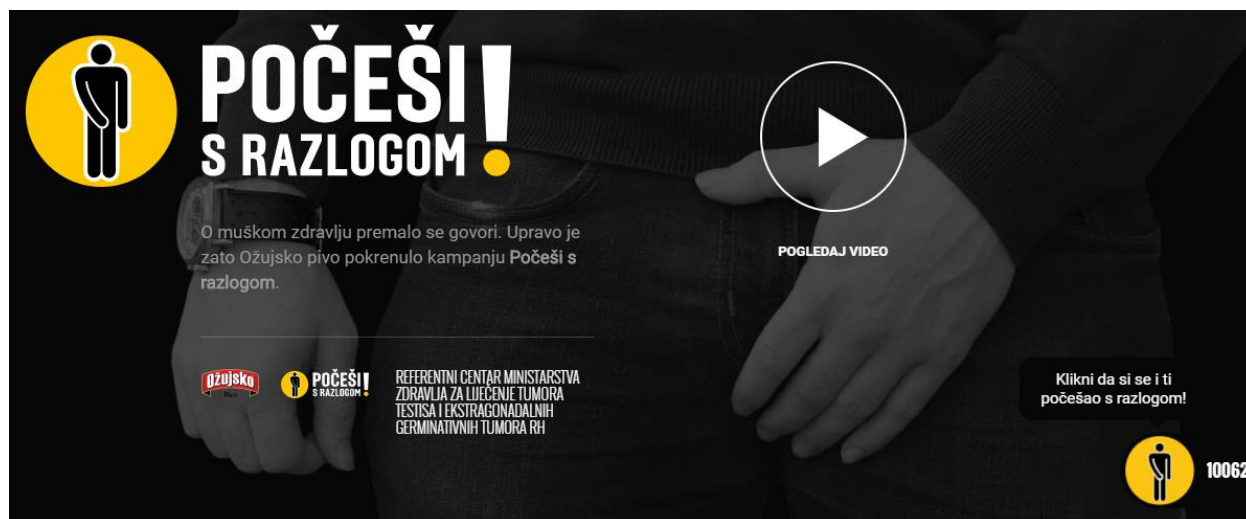 POČEŠI!
S RAZLOGOM
O muškom zdravlju premalo se govori. Upravo je
zato Ožujsko pivo pokrenulo kampanju Počeši s
razlogom.
POGLEDAJ VIDEO
Ožujsko
POČEŠI!
S RAZLOGOM
REFERENTNI CENTAR MINISTARSTVA
ZDRAVLJA ZA LIJEČENJE TUMORA
TESTISA I EKSTRAGONADALNIH
GERMINATIVNIH TUMORA RH
Klikni da si se i ti
počešao s razlogom!
10062